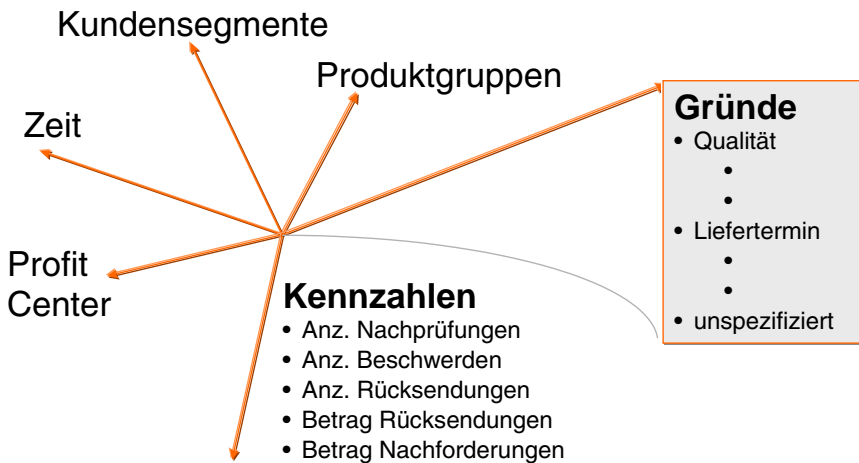 Kundensegmente
Produktgruppen
Zeit
Profit
Center
Gründe
• Qualität
•
•
• Liefertermin
•
•
• unspezifiziert
Kennzahlen
• Anz. Nachprüfungen
• Anz. Beschwerden
• Anz. Rücksendungen
• Betrag Rücksendungen
• Betrag Nachforderungen